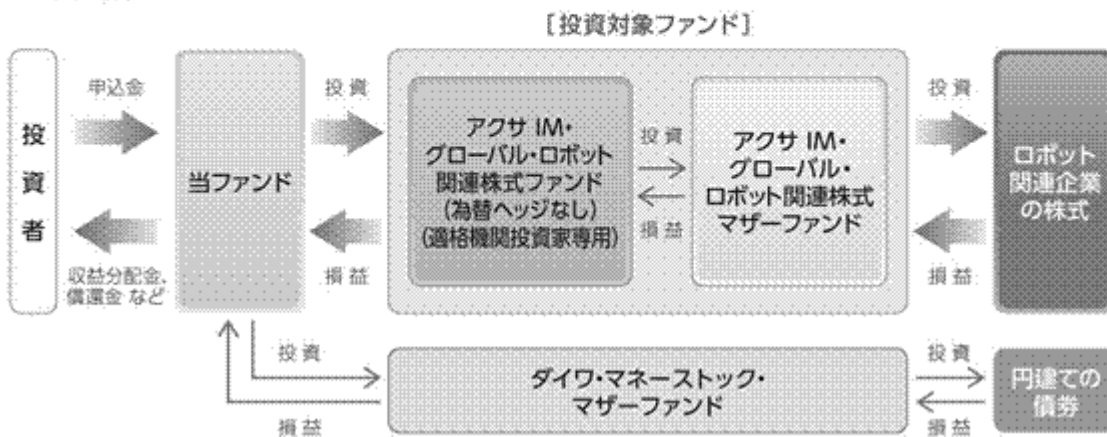 [投資対象ファンド]
投資者
申込金
収益分配金、
償還金 など
当ファンド
投資
損益
アクサ IM・
グローバル・ロボット
関連株式ファンド
(為替ヘッジなし)
(適格機関投資家専用)
投資
損益
アクサ IM・
グローバル・
ロボット関連株式
マザーファンド
投資
損益
ロボット
関連企業
の株式
投資
損益
ダイワ・マネーストック・
マザーファンド
投資
損益
円建ての
債券